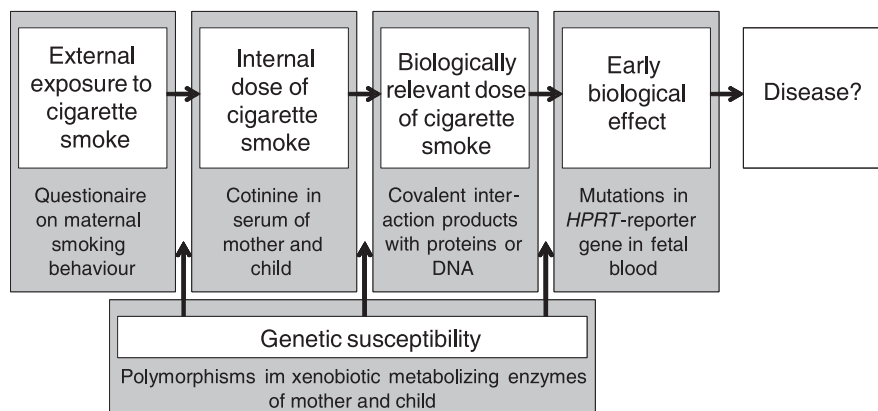 External
exposure to
cigarette
smoke
Questionaire
on maternal
smoking
behaviour
Internal
dose of
cigarette
smoke
Cotinine in
serum of
mother and
child
Biologically
relevant dose
of cigarette
smoke
Covalent inter-
action products
with proteins or
DNA
Early
biological
effect
Mutations in
HPRT-reporter
gene in fetal
blood
Disease?
Genetic susceptibility
Polymorphisms im xenobiotic metabolizing enzymes
of mother and child